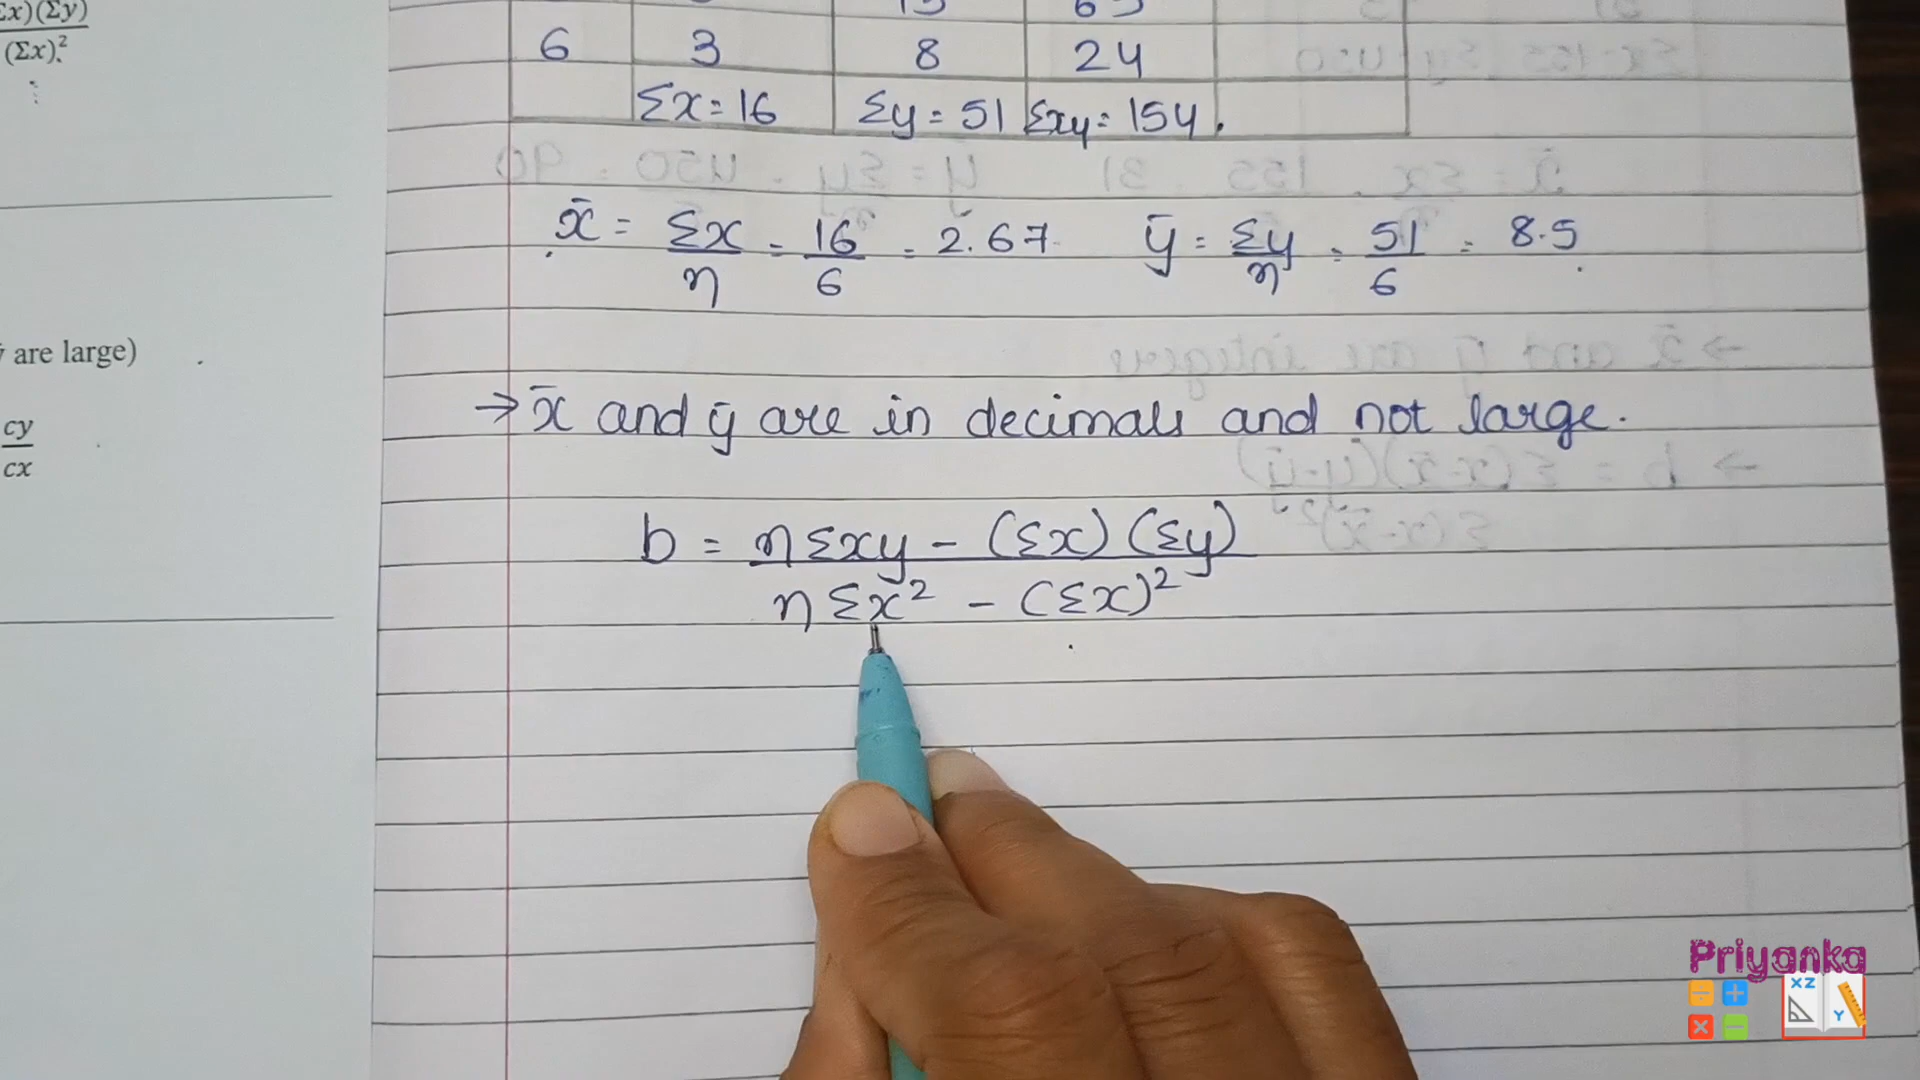 x)(Σy)
(Σx)²
are large)
cy
cx
6 3 8 24
Σx = 16 Σy = 51 Σxy = 154
x̄ = Σx/n = 16/6 = 2.67 ȳ = Σy/n = 51/6 = 8.5
→ x̄ and ȳ are in decimals and not large.
b = nΣxy - (Σx)(Σy)
nΣx² - (Σx)²
Priyanka
XZ
Y